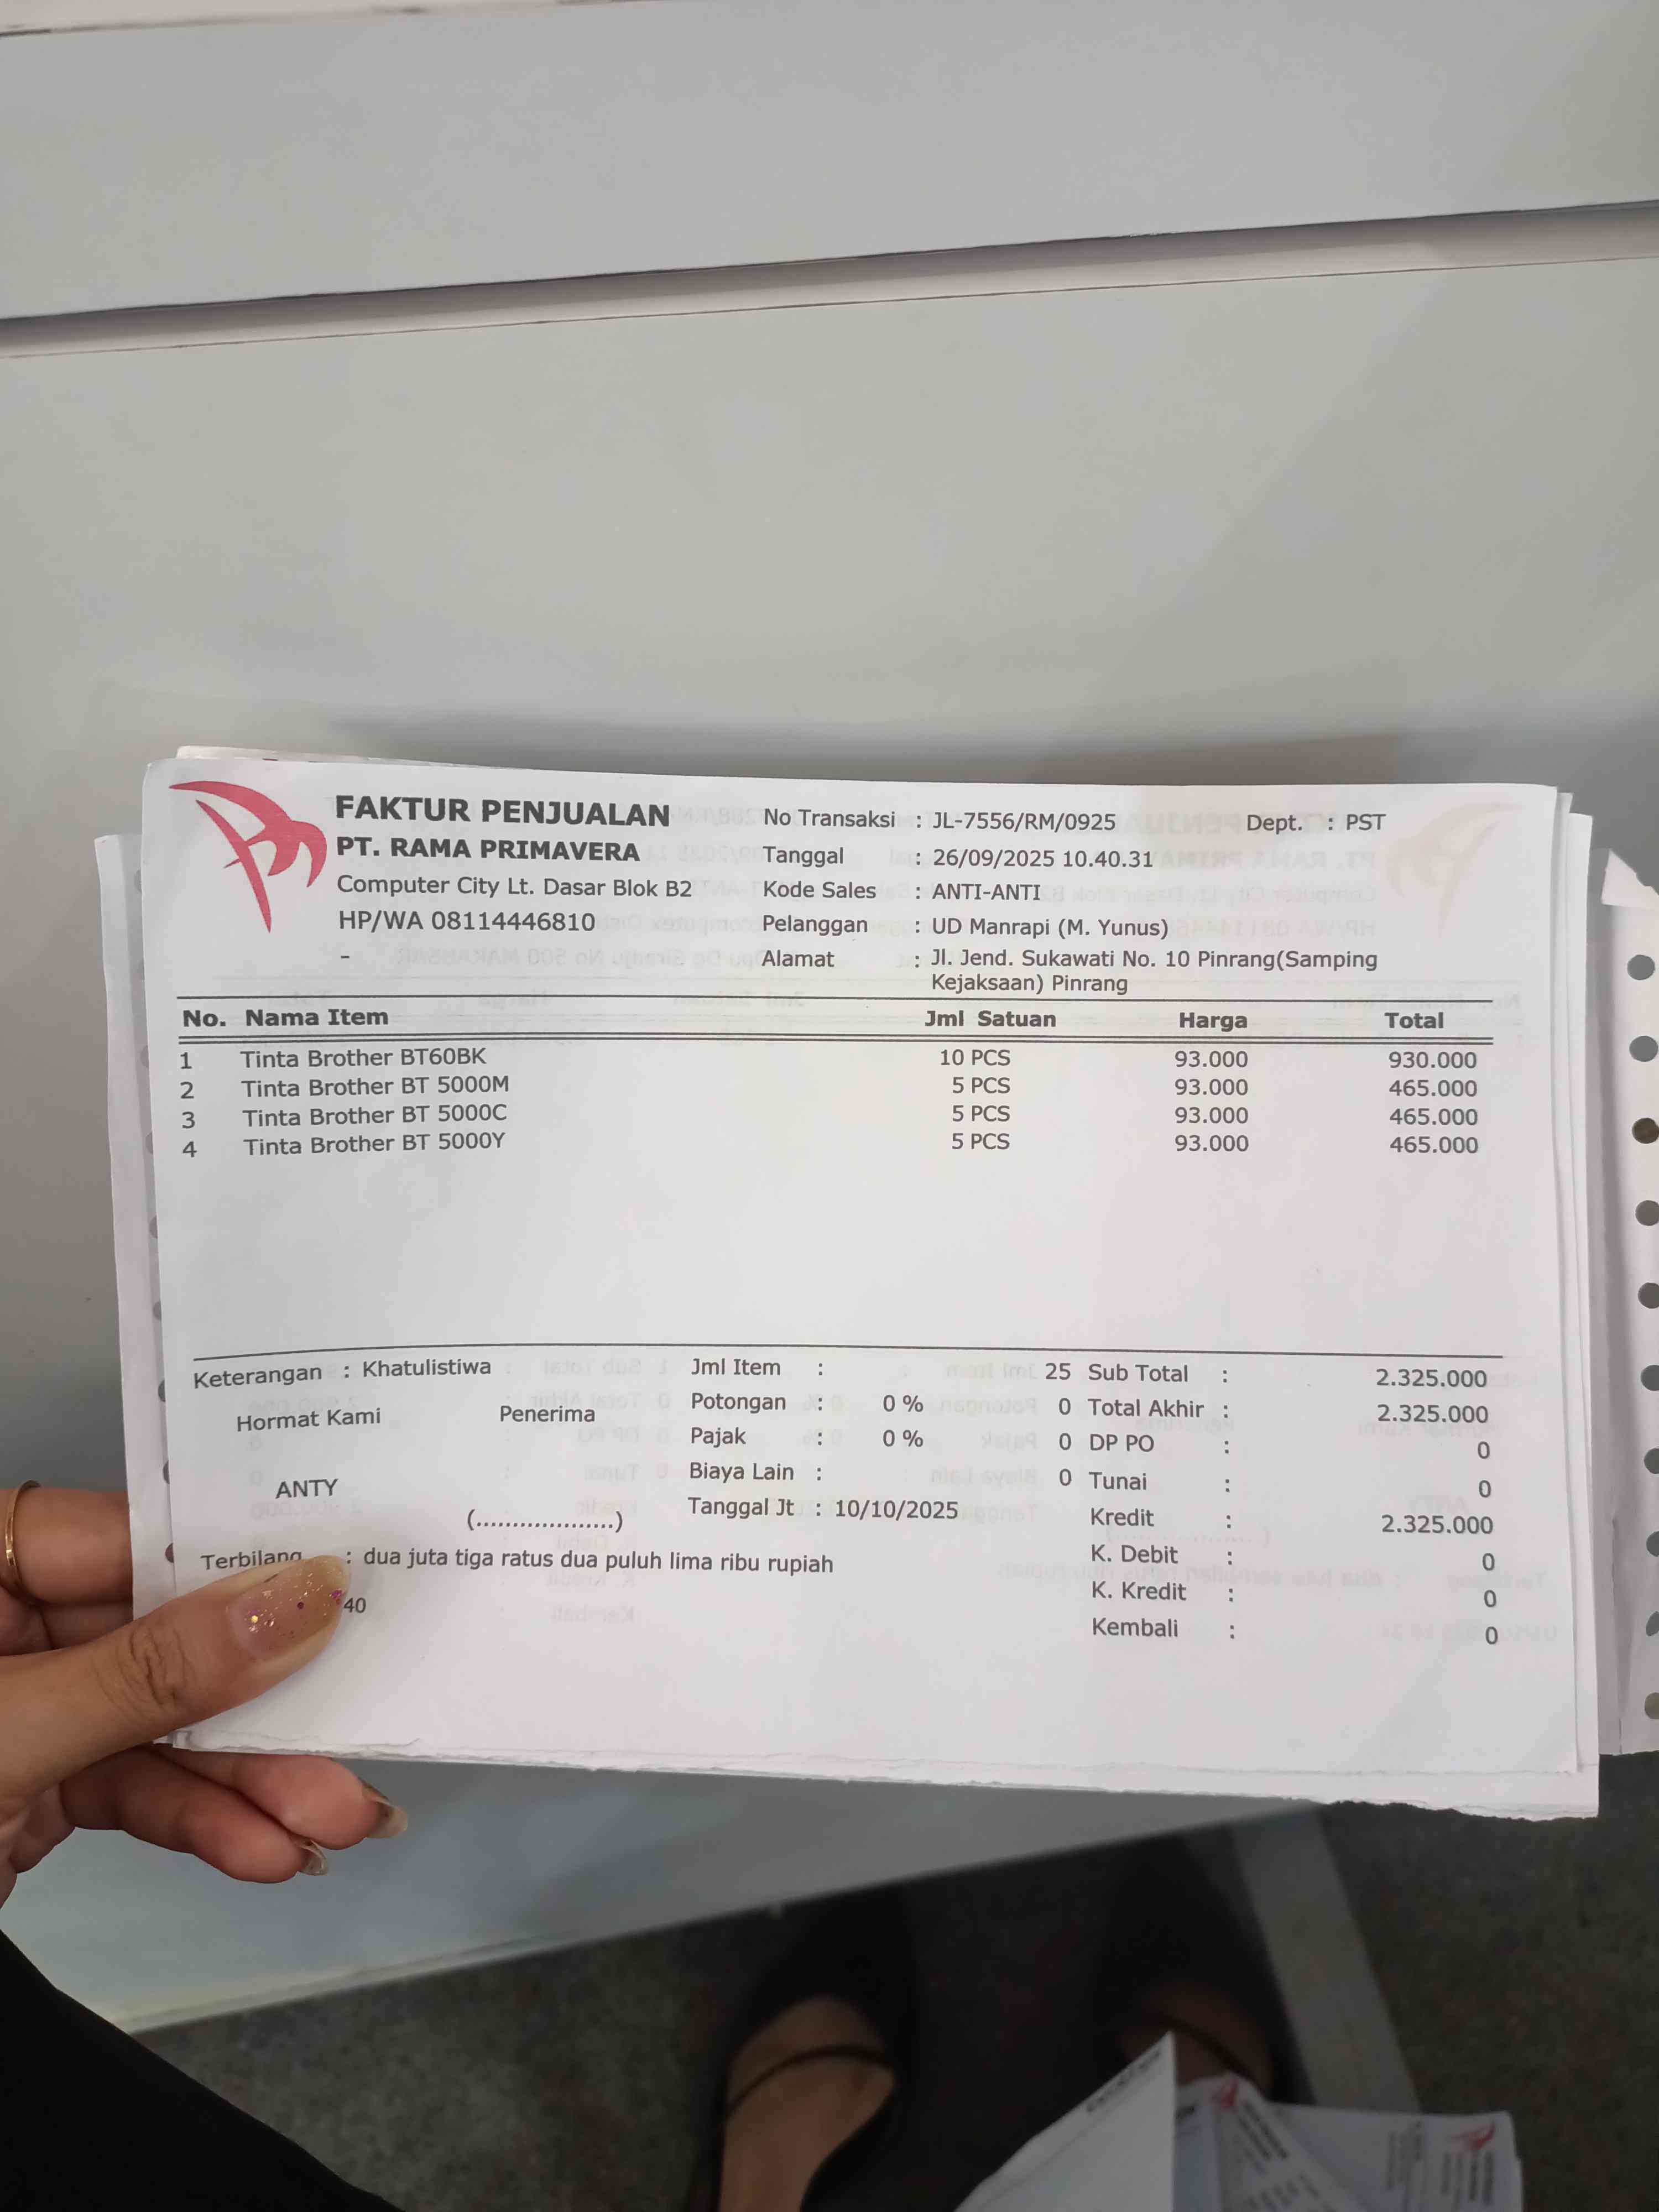 FAKTUR PENJUALAN
PT. RAMA PRIMAVERA
Computer City Lt. Dasar Blok B2
HP/WA 08114446810
-
No Transaksi : JL-7556/RM/0925 Dept. : PST
Tanggal : 26/09/2025 10.40.31
Kode Sales : ANTI-ANTI
Pelanggan : UD Manrapi (M. Yunus)
Alamat : Jl. Jend. Sukawati No. 10 Pinrang(Samping
Kejaksaan) Pinrang
No. Nama Item Jml Satuan Harga Total
1 Tinta Brother BT60BK 10 PCS 93.000 930.000
2 Tinta Brother BT 5000M 5 PCS 93.000 465.000
3 Tinta Brother BT 5000C 5 PCS 93.000 465.000
4 Tinta Brother BT 5000Y 5 PCS 93.000 465.000
Keterangan : Khatulistiwa
Hormat Kami Penerima
ANTY
(...................)
Jml Item : 25
Potongan : 0 % 0
Pajak : 0 % 0
Biaya Lain : 0
Tanggal Jt : 10/10/2025
Sub Total : 2.325.000
Total Akhir : 2.325.000
DP PO : 0
Tunai : 0
Kredit : 2.325.000
K. Debit : 0
K. Kredit : 0
Kembali : 0
Terbilang : dua juta tiga ratus dua puluh lima ribu rupiah
40